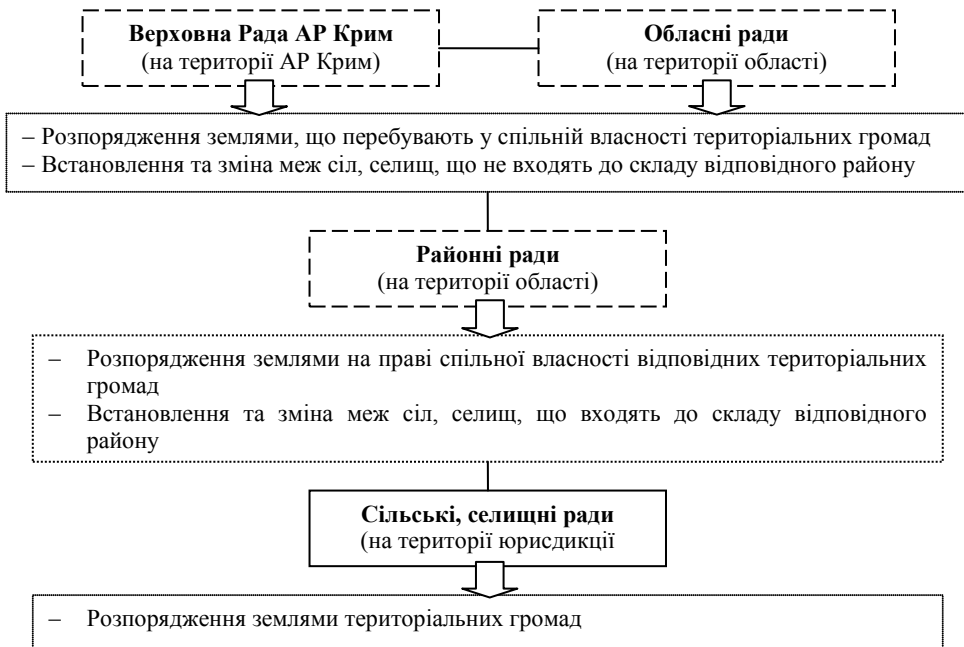 Верховна Рада АР Крим
(на території АР Крим)
Обласні ради
(на території області)
– Розпорядження землями, що перебувають у спільній власності територіальних громад
– Встановлення та зміна меж сіл, селищ, що не входять до складу відповідного району
Районні ради
(на території області)
– Розпорядження землями на праві спільної власності відповідних територіальних
громад
– Встановлення та зміна меж сіл, селищ, що входять до складу відповідного
району
Сільські, селищні ради
(на території юрисдикції
– Розпорядження землями територіальних громад